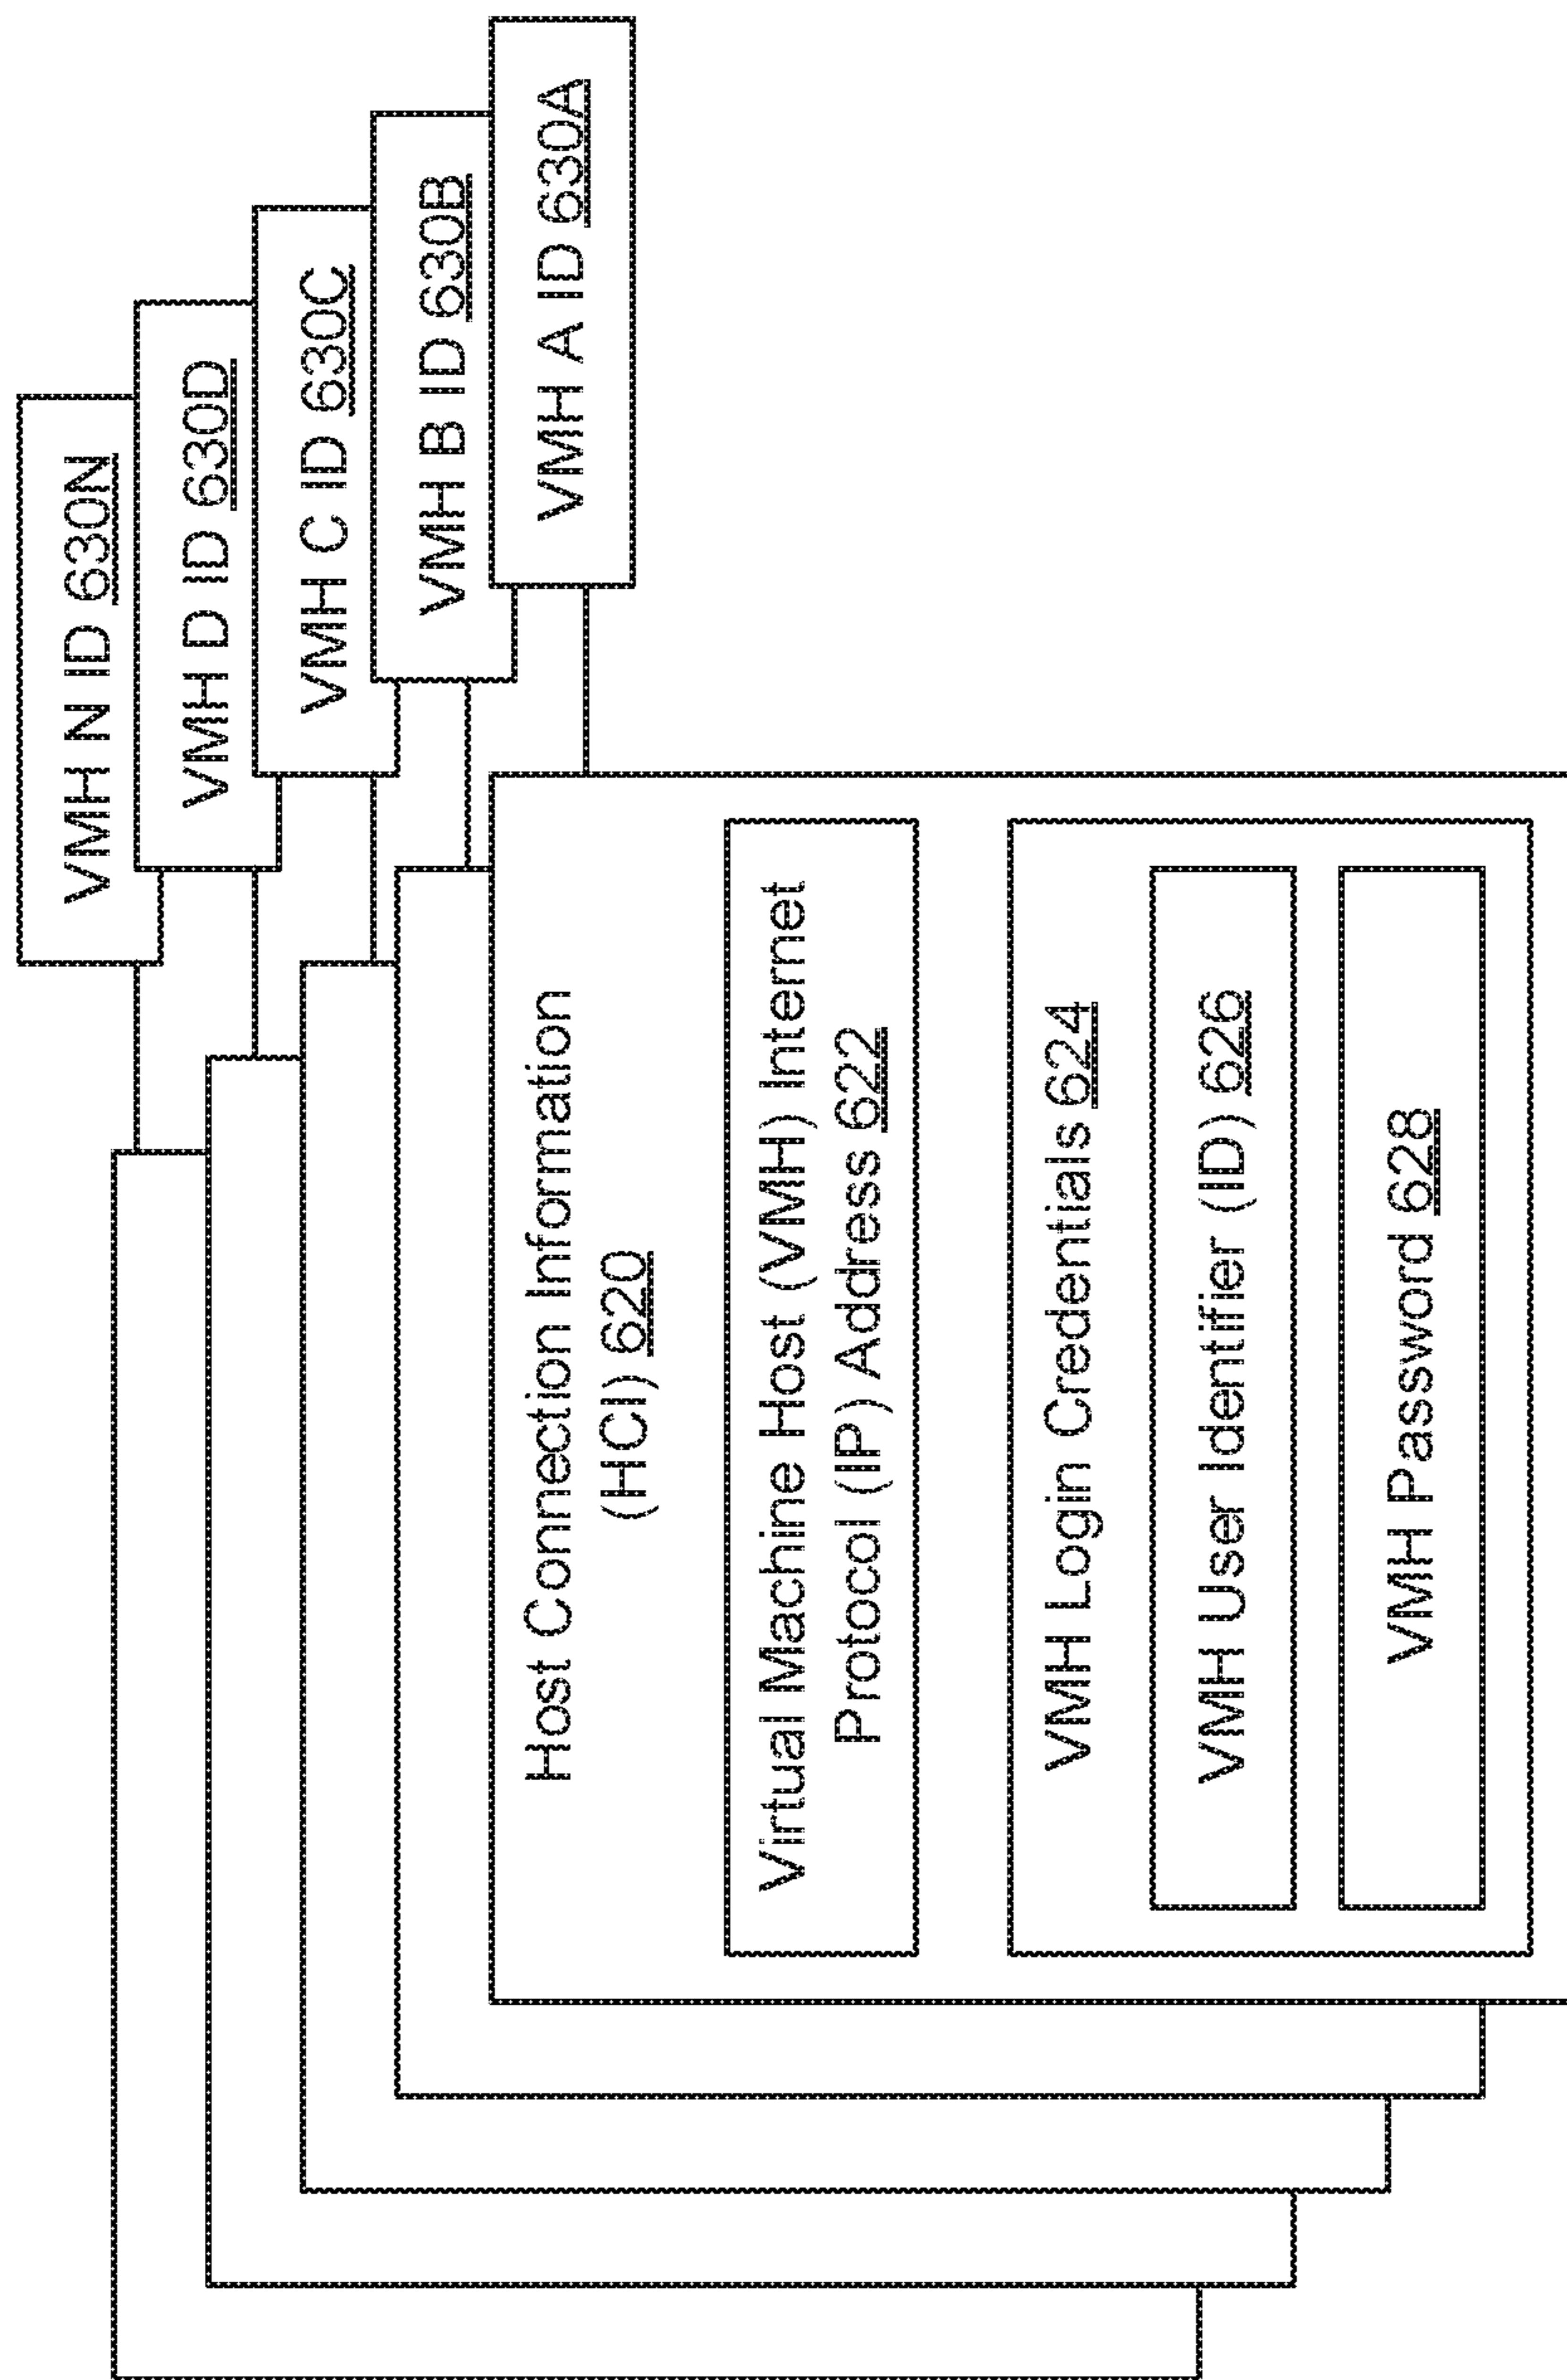 VMH N ID 630N
VMH D ID 630D
VMH C ID 630C
VMH B ID 630B
VMH A ID 630A
Host Connection Information
(HCI) 620
Virtual Machine Host (VMH) Internet
Protocol (IP) Address 622
VMH Login Credentials 624
VMH User Identifier (ID) 626
VMH Password 628